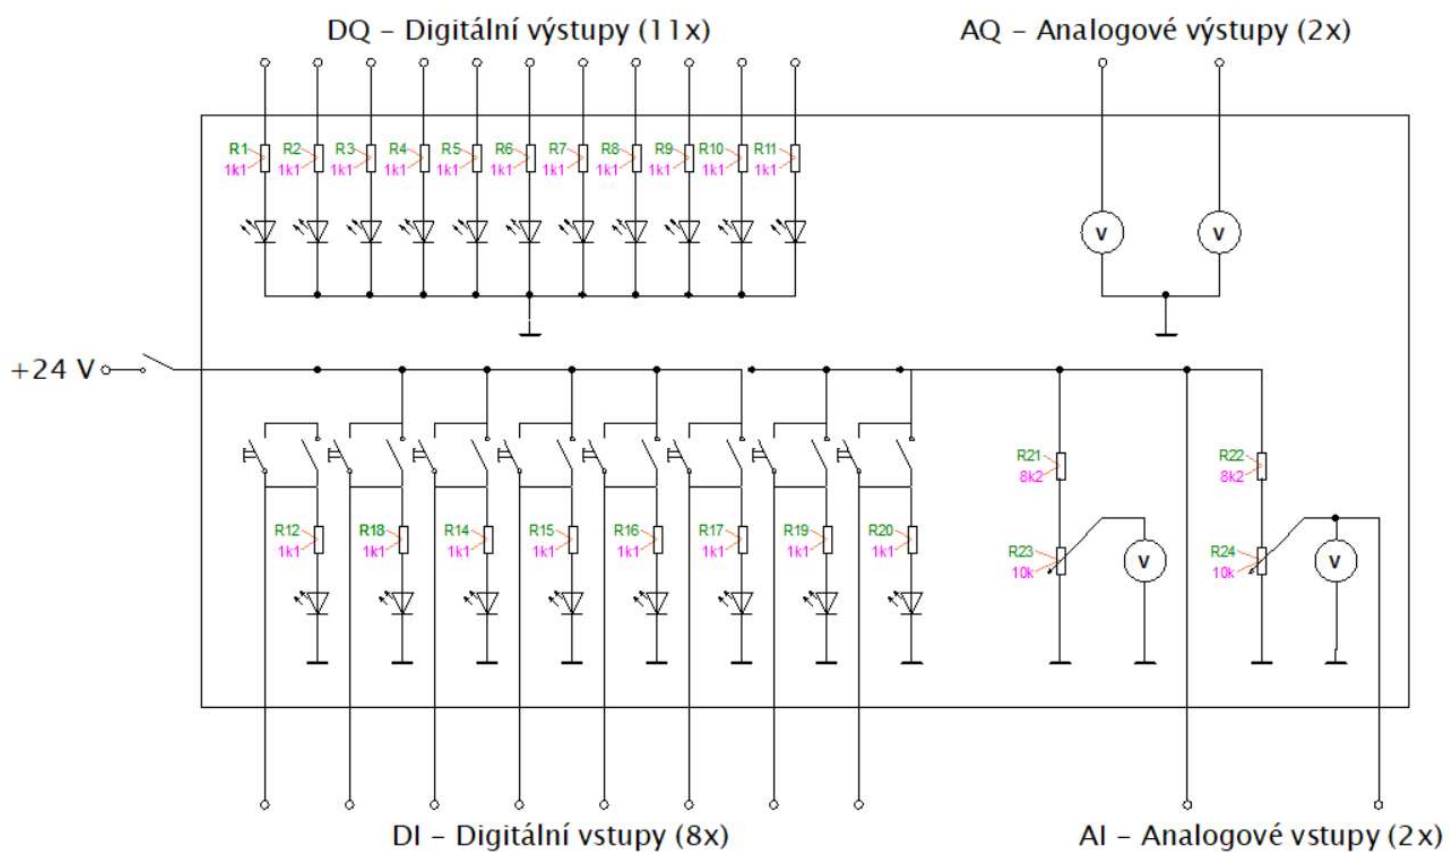 DQ – Digitální výstupy (11x)
AQ – Analogové výstupy (2x)
R1 R2 R3 R4 R5 R6 R7 R8 R9 R10 R11
1k1 1k1 1k1 1k1 1k1 1k1 1k1 1k1 1k1 1k1 1k1
V V
+24 V
R21 R22
8k2 8k2
R12 R18 R14 R15 R16 R17 R19 R20
1k1 1k1 1k1 1k1 1k1 1k1 1k1 1k1
R23 V R24 V
10k 10k
DI – Digitální vstupy (8x)
AI – Analogové vstupy (2x)